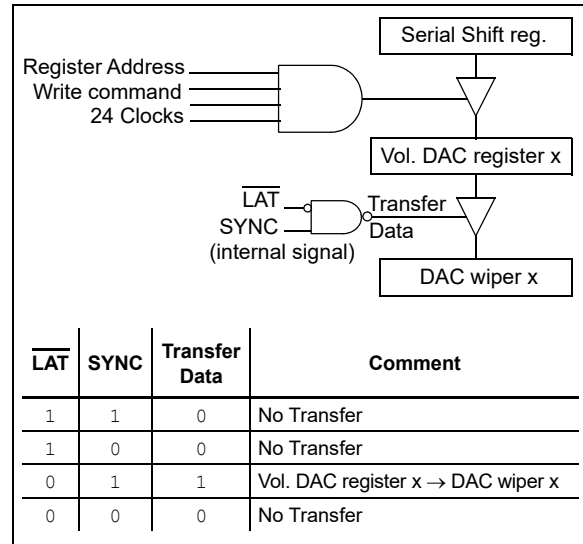 Serial Shift reg.
Register Address
Write command
24 Clocks
Vol. DAC register x
LAT
SYNC
(internal signal)
Transfer
Data
DAC wiper x
LAT SYNC Transfer Data Comment
1 1 0 No Transfer
1 0 0 No Transfer
0 1 1 Vol. DAC register x → DAC wiper x
0 0 0 No Transfer